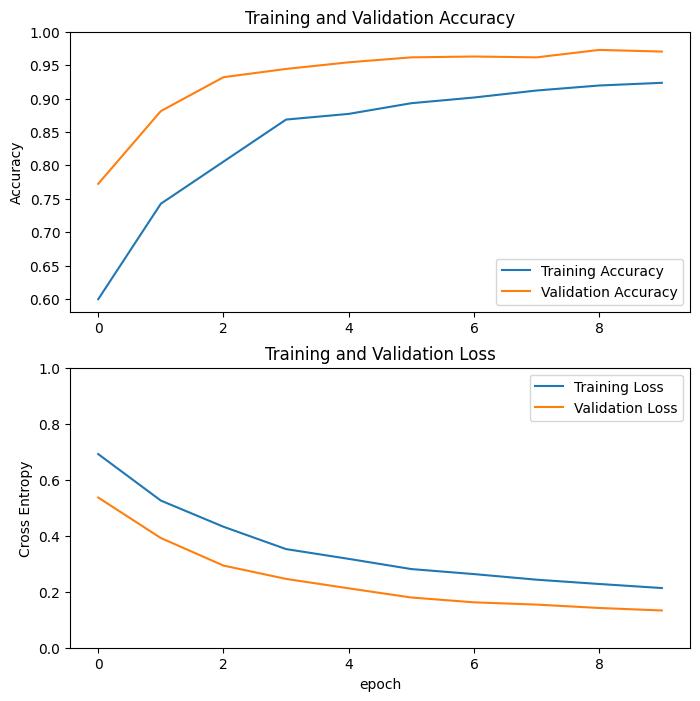 Training and Validation Accuracy
1.00
0.95
0.90
0.85
0.80
0.75
0.70
0.65
0.60
Accuracy
Training Accuracy
Validation Accuracy
0 2 4 6 8
Training and Validation Loss
1.0
0.8
0.6
0.4
0.2
0.0
Cross Entropy
Training Loss
Validation Loss
0 2 4 6 8
epoch